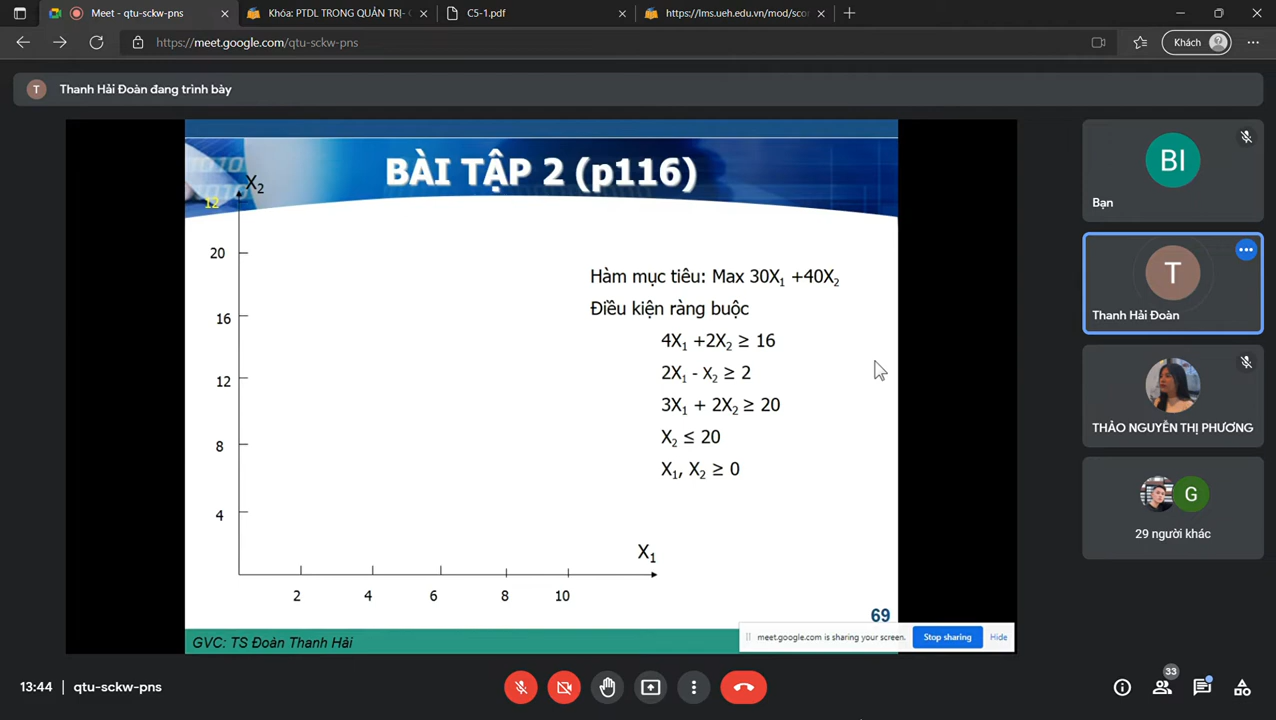 Meet - qtu-sckw-pns
Khóa: PTDL TRONG QUẢN TRỊ-
C5-1.pdf
https://lms.ueh.edu.vn/mod/sco
https://meet.google.com/qtu-sckw-pns
Khách
T
Thanh Hải Đoàn đang trình bày
BÀI TẬP 2 (p116)
X₂
12
20
16
12
8
4
2 4 6 8 10
X₁
Hàm mục tiêu: Max 30X₁ +40X₂
Điều kiện ràng buộc
4X₁ +2X₂ ≥ 16
2X₁ - X₂ ≥ 2
3X₁ + 2X₂ ≥ 20
X₂ ≤ 20
X₁, X₂ ≥ 0
69
GVC: TS Đoàn Thanh Hải
meet.google.com is sharing your screen. Stop sharing Hide
BI
Bạn
T
Thanh Hải Đoàn
THẢO NGUYỄN THỊ PHƯƠNG
G
29 người khác
13:44 | qtu-sckw-pns
33